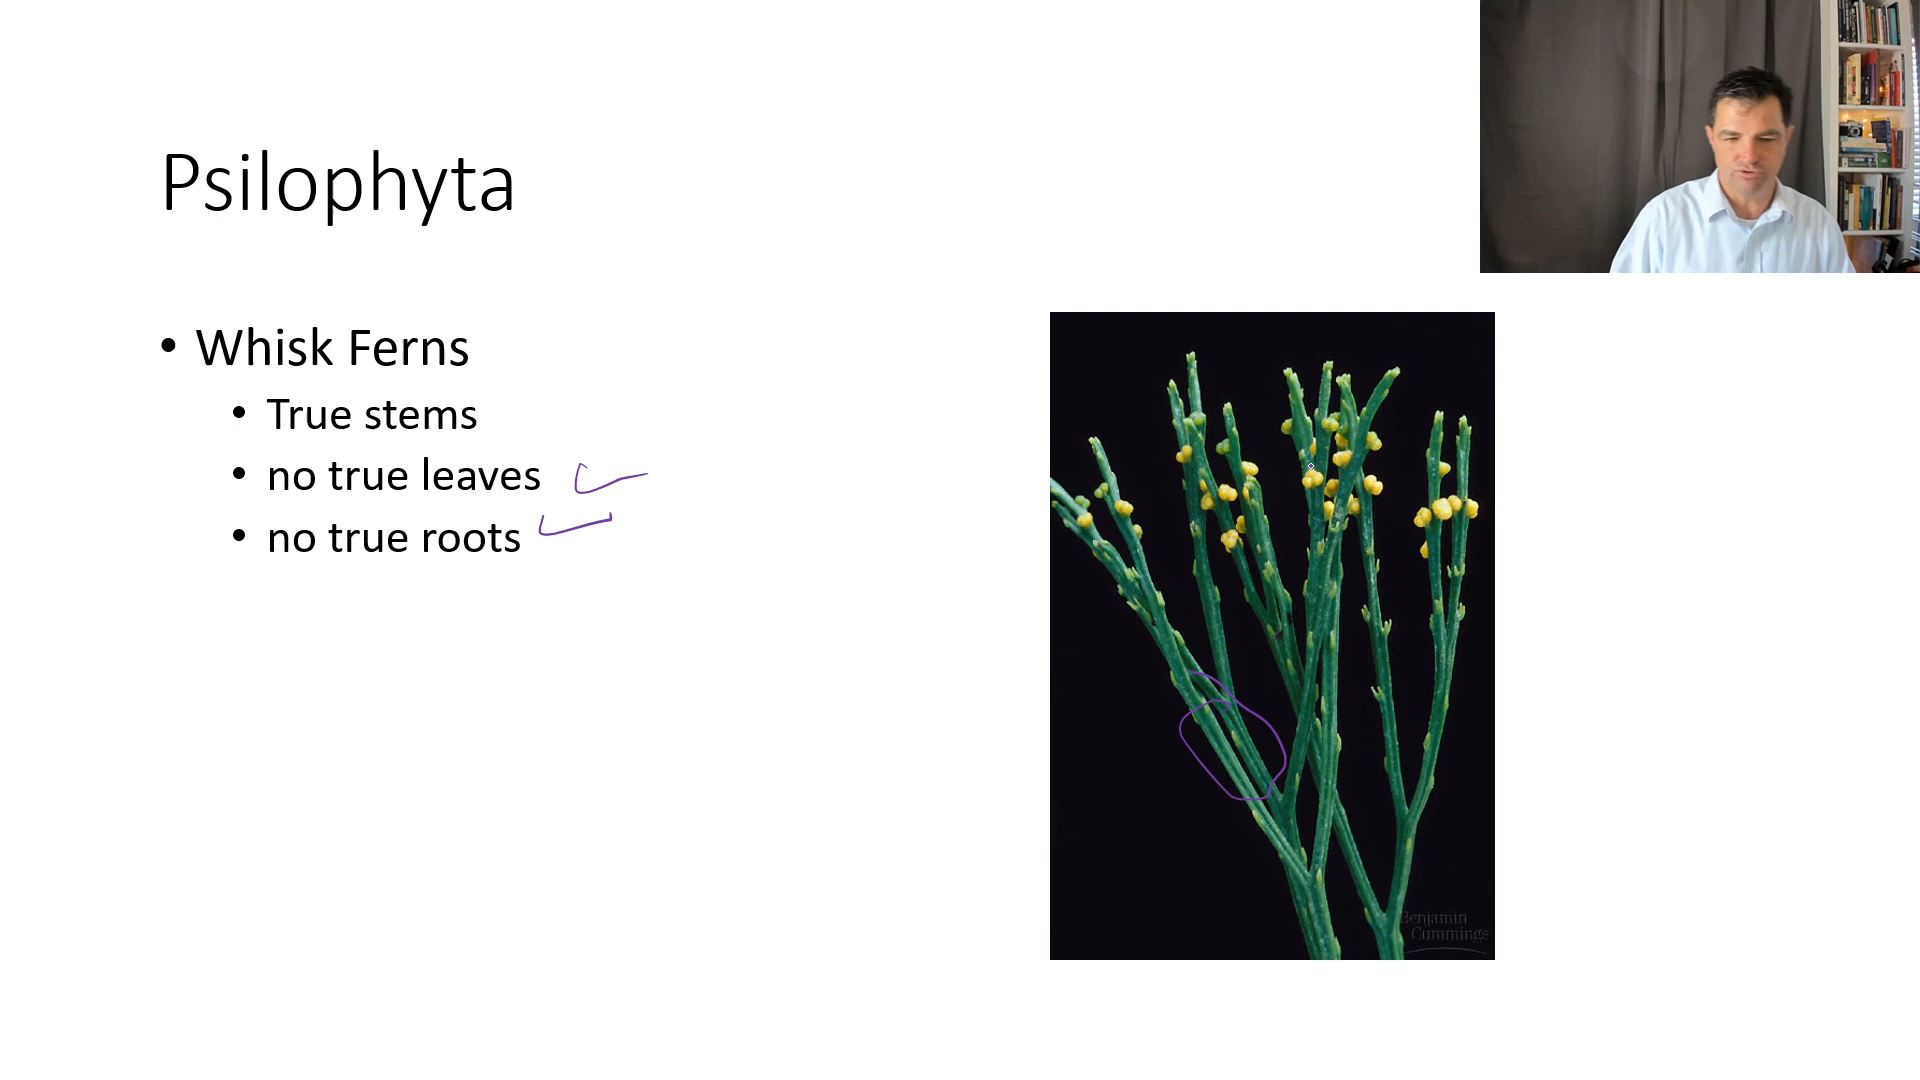 Psilophyta
• Whisk Ferns
• True stems
• no true leaves
• no true roots
Benjamin
Cummings